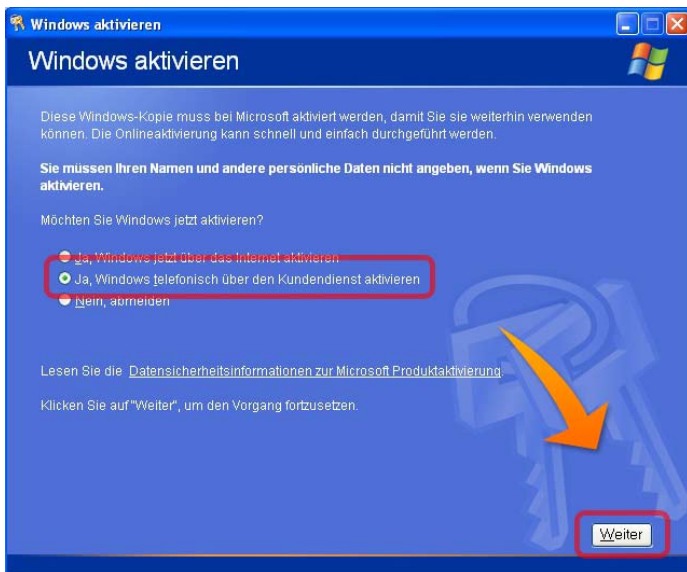 Windows aktivieren
Windows aktivieren
Diese Windows-Kopie muss bei Microsoft aktiviert werden, damit Sie sie weiterhin verwenden
können. Die Onlineaktivierung kann schnell und einfach durchgeführt werden.
Sie müssen Ihren Namen und andere persönliche Daten nicht angeben, wenn Sie Windows
aktivieren.
Möchten Sie Windows jetzt aktivieren?
Ja, Windows jetzt über das Internet aktivieren
Ja, Windows telefonisch über den Kundendienst aktivieren
Nein, abmelden
Lesen Sie die Datensicherheitsinformationen zur Microsoft Produktaktivierung.
Klicken Sie auf "Weiter", um den Vorgang fortzusetzen.
Weiter